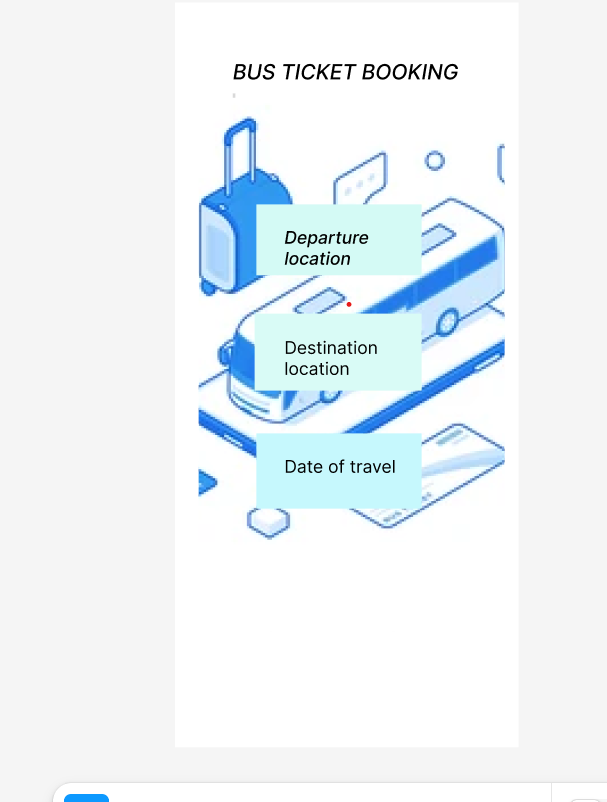 BUS TICKET BOOKING
Departure
location
Destination
location
Date of travel